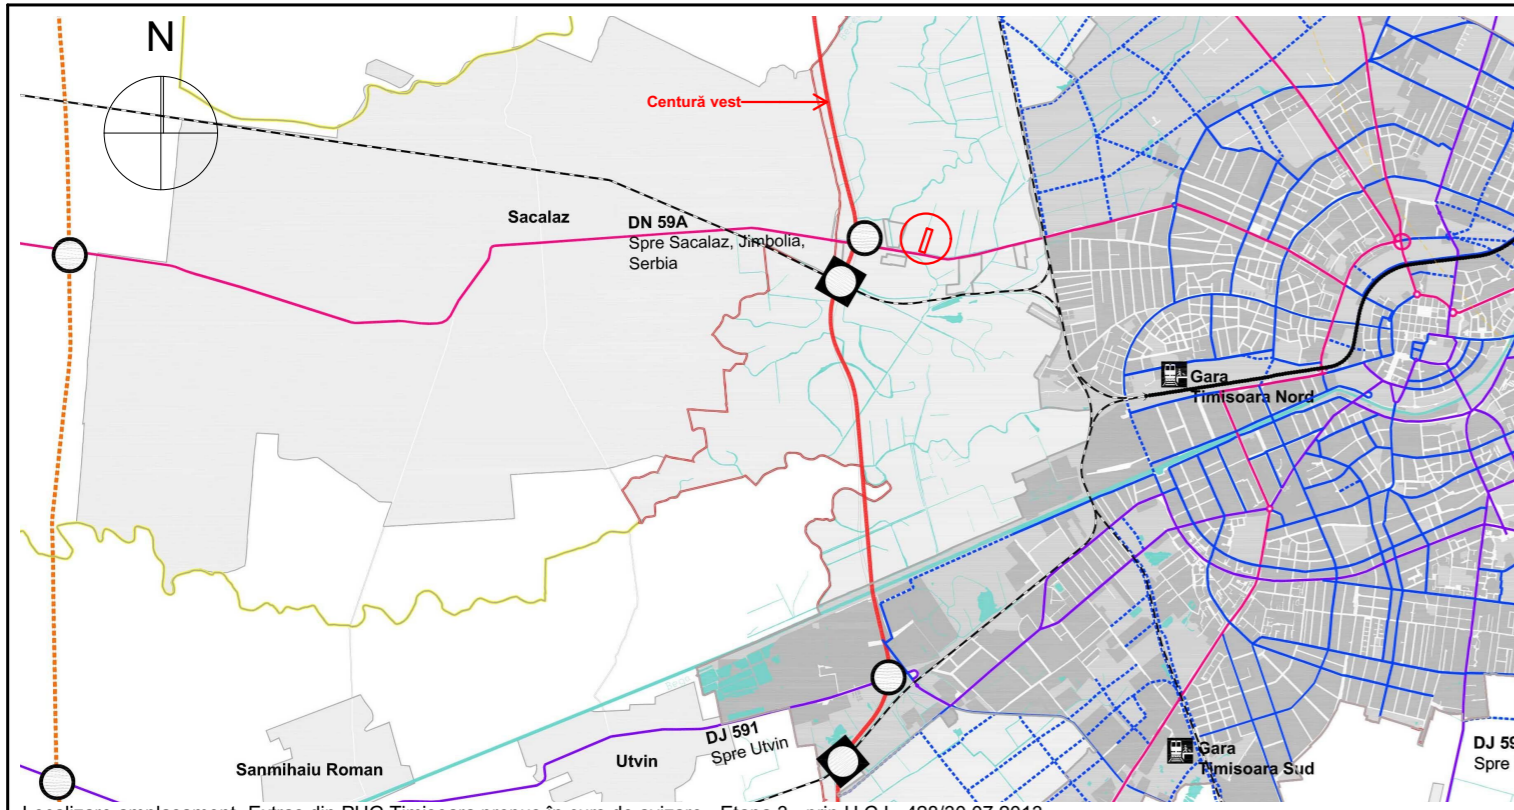 N
Centură vest
Sacalaz
DN 59A
Spre Sacalaz, Jimbolia,
Serbia
Gara
Timisoara Nord
DJ 591
Spre Utvin
Utvin
Sanmihaiu Roman
Gara
Timisoara Sud
DJ 59
Spre